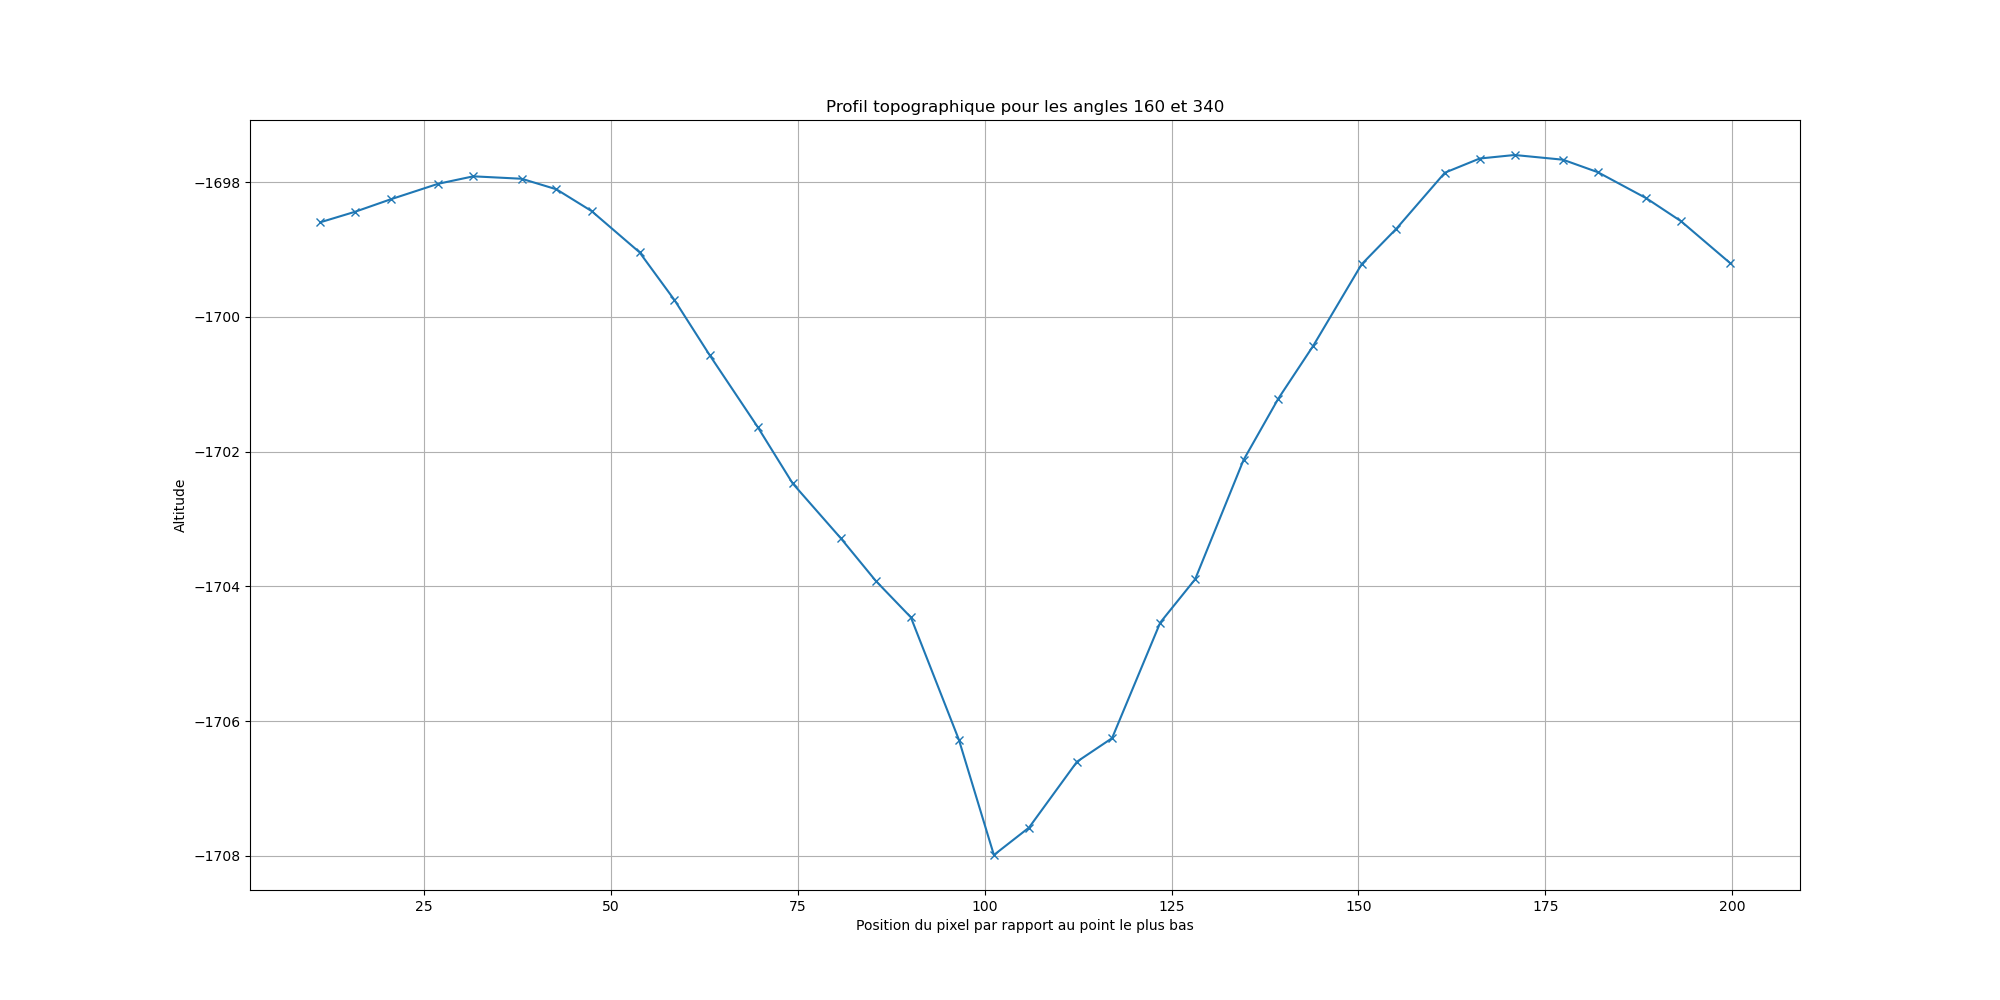 Profil topographique pour les angles 160 et 340
Altitude
−1698
−1700
−1702
−1704
−1706
−1708
25 50 75 100 125 150 175 200
Position du pixel par rapport au point le plus bas